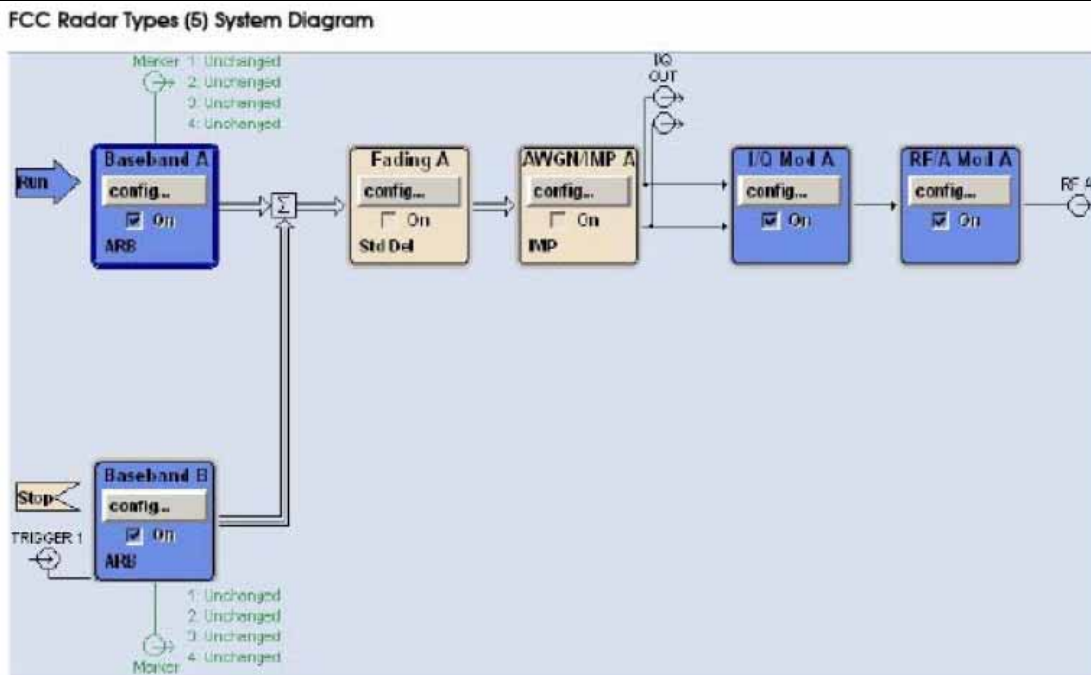 FCC Radar Types (5) System Diagram
Marker 1: Unchanged
2: Unchanged
3: Unchanged
4: Unchanged
I/Q
OUT
Run
Baseband A
config...
On
ARB
Σ
Fading A
config...
On
Std Del
AWGN/IMP A
config...
On
IMP
I/Q Mod A
config...
On
RF/A Mod A
config...
On
RF A
Stop
TRIGGER 1
Baseband B
config...
On
ARB
1: Unchanged
2: Unchanged
3: Unchanged
4: Unchanged
Marker